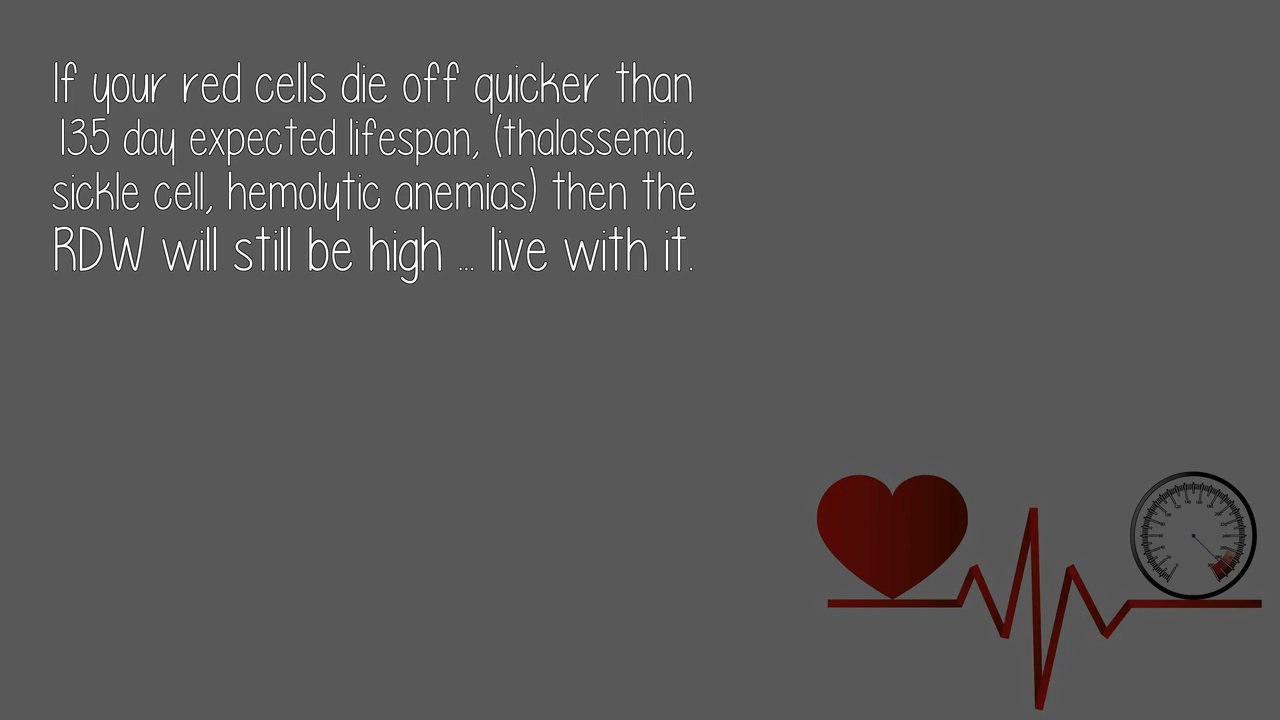 If your red cells die off quicker than
135 day expected lifespan, (thalassemia,
sickle cell, hemolytic anemias) then the
RDW will still be high ... live with it.